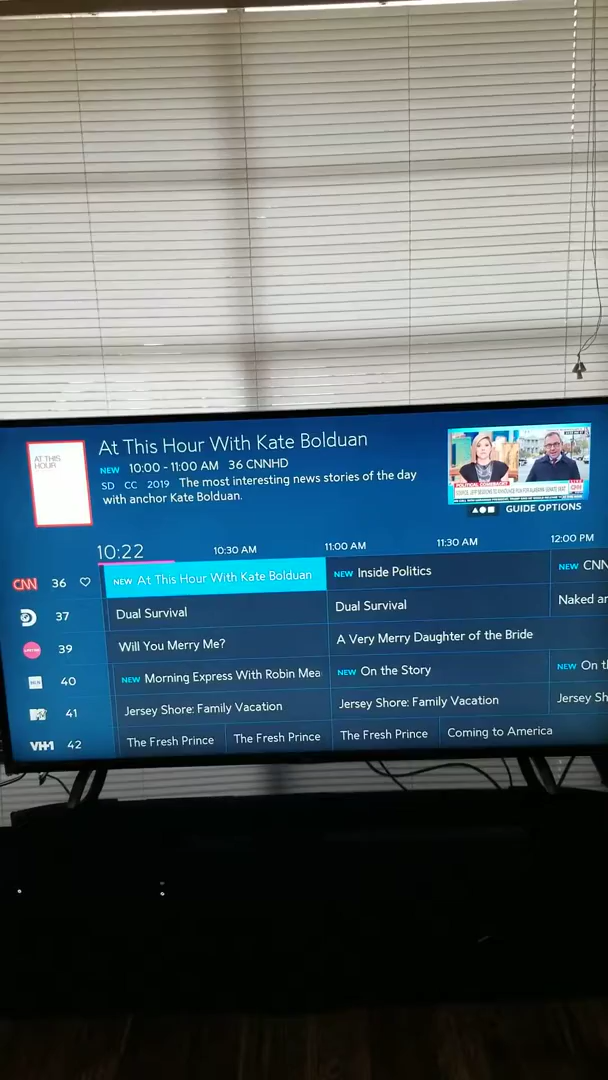 AT THIS HOUR
At This Hour With Kate Bolduan
NEW 10:00 - 11:00 AM 36 CNNHD
SD CC 2019 The most interesting news stories of the day
with anchor Kate Bolduan.
POLITICAL COMEBACK?
CNN
GUIDE OPTIONS
10:22 10:30 AM 11:00 AM 11:30 AM 12:00 PM
CNN 36 NEW At This Hour With Kate Bolduan NEW Inside Politics NEW CNN
37 Dual Survival Dual Survival Naked an
39 Will You Merry Me? A Very Merry Daughter of the Bride
HLN 40 NEW Morning Express With Robin Mea NEW On the Story NEW On t
MTV 41 Jersey Shore: Family Vacation Jersey Shore: Family Vacation Jersey Sh
VH1 42 The Fresh Prince The Fresh Prince The Fresh Prince Coming to America